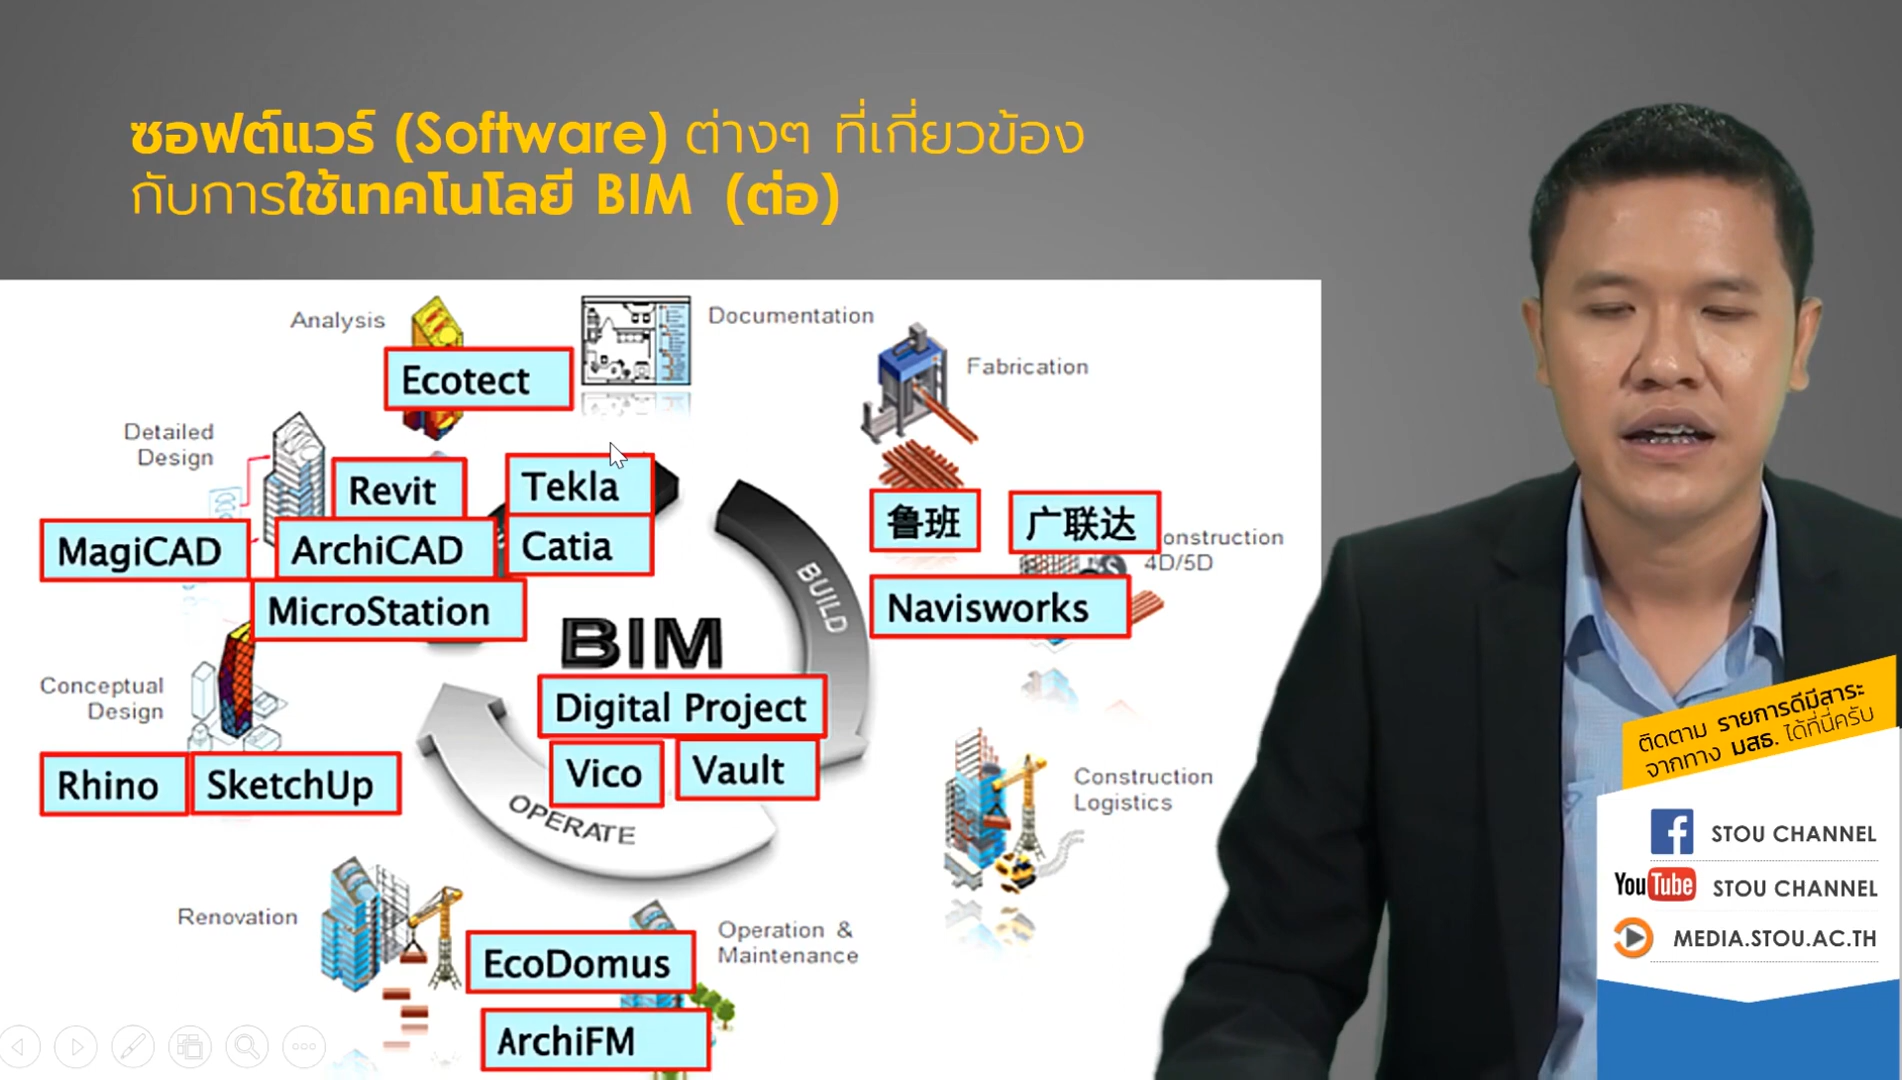 ซอฟต์แวร์ (Software) ต่างๆ ที่เกี่ยวข้อง
กับการใช้เทคโนโลยี BIM (ต่อ)
Analysis
Documentation
Ecotect
Fabrication
Detailed
Design
Revit
Tekla
MagiCAD
ArchiCAD
Catia
MicroStation
鲁班
广联达
onstruction
4D/5D
Navisworks
BUILD
BIM
Conceptual
Design
Digital Project
Rhino
SketchUp
Vico
Vault
OPERATE
Construction
Logistics
Renovation
EcoDomus
Operation &
Maintenance
ArchiFM
ติดตาม รายการดีมีสาระ
จากทาง มสธ. ได้ที่นี่ครับ
STOU CHANNEL
YouTube STOU CHANNEL
MEDIA.STOU.AC.TH